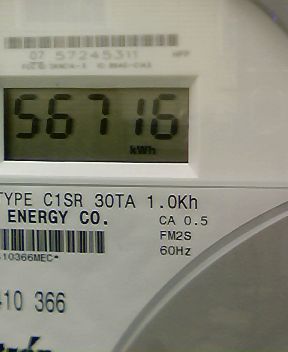 07 57245311
56716
kWh
TYPE C1SR 30TA 1.0Kh
ENERGY CO.
CA 0.5
FM2S
60Hz
10366MEC*
10 366